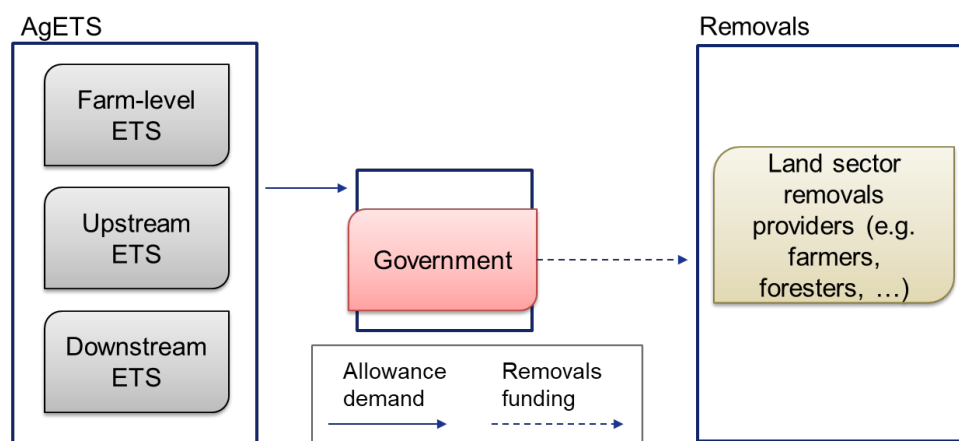 AgETS
Farm-level
ETS
Upstream
ETS
Downstream
ETS
Government
Allowance
demand
Removals
funding
Removals
Land sector
removals
providers (e.g.
farmers,
foresters, …)